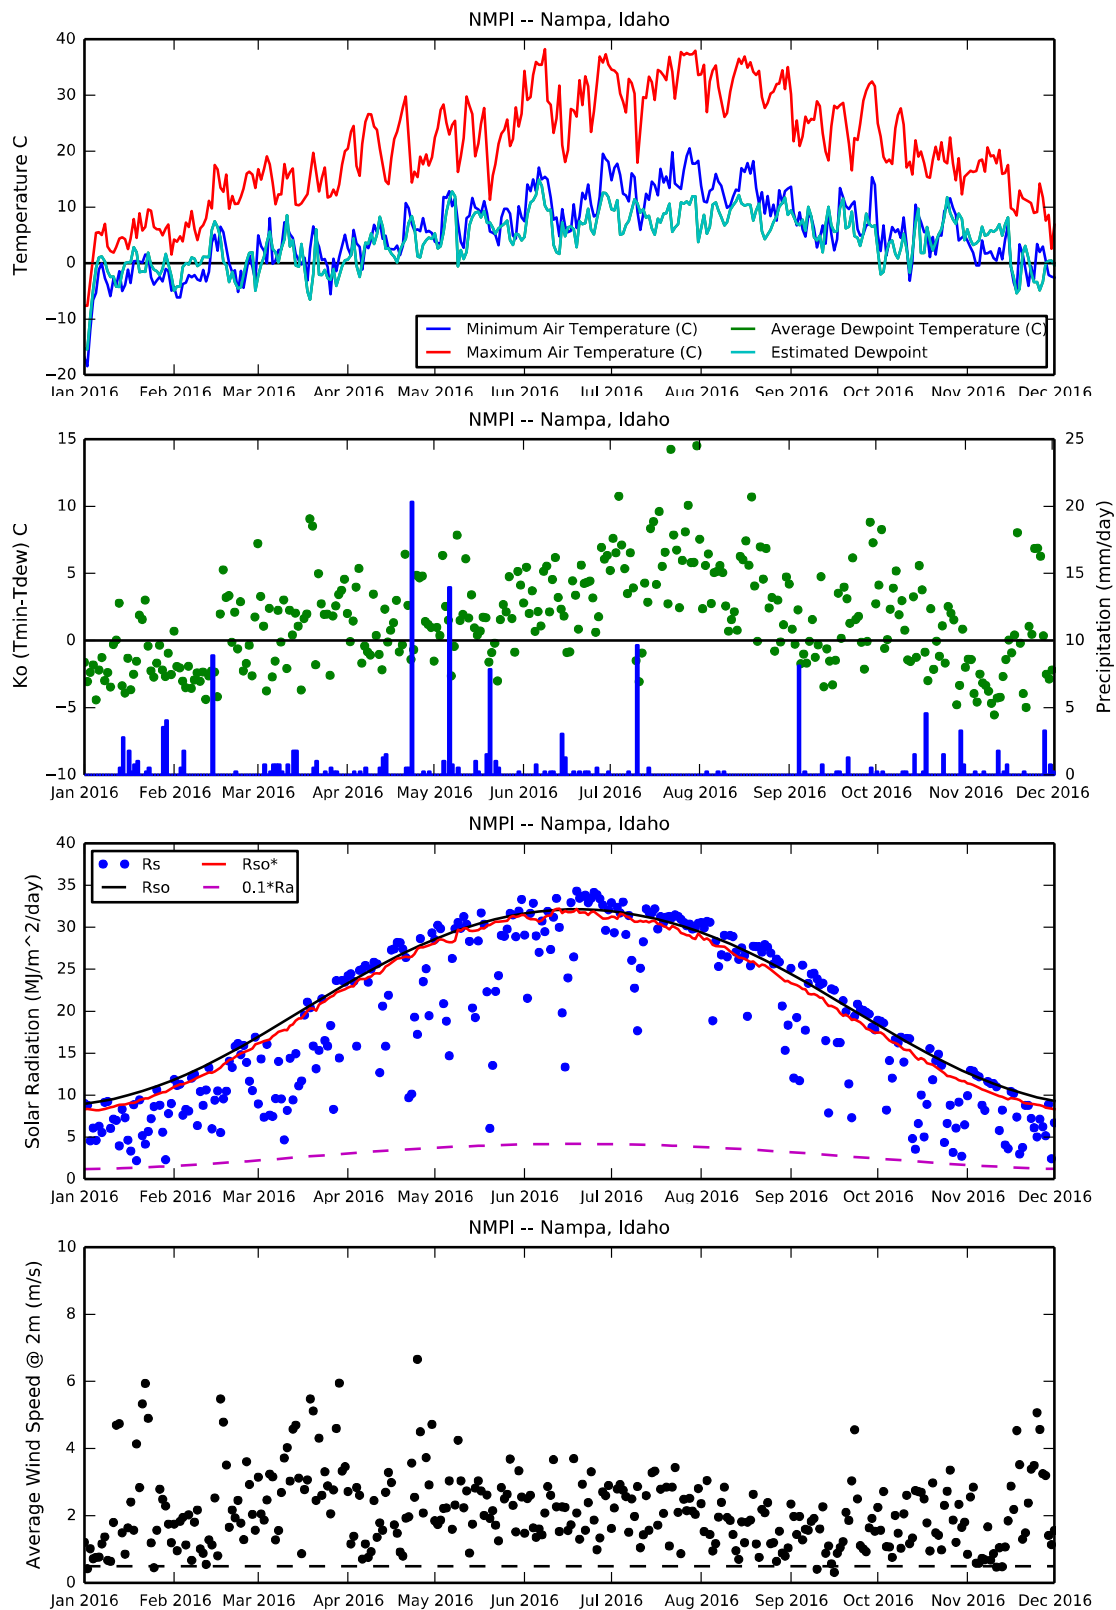 NMPI -- Nampa, Idaho
40
30
20
10
0
−10
−20
Temperature C
Minimum Air Temperature (C)
Maximum Air Temperature (C)
Average Dewpoint Temperature (C)
Estimated Dewpoint
Jan 2016 Feb 2016 Mar 2016 Apr 2016 May 2016 Jun 2016 Jul 2016 Aug 2016 Sep 2016 Oct 2016 Nov 2016 Dec 2016
NMPI -- Nampa, Idaho
15
10
5
0
−5
−10
Ko (Tmin-Tdew) C
25
20
15
10
5
0
Precipitation (mm/day)
Jan 2016 Feb 2016 Mar 2016 Apr 2016 May 2016 Jun 2016 Jul 2016 Aug 2016 Sep 2016 Oct 2016 Nov 2016 Dec 2016
NMPI -- Nampa, Idaho
40
35
30
25
20
15
10
5
0
Solar Radiation (MJ/m^2/day)
Rs
Rso
Rso*
0.1*Ra
Jan 2016 Feb 2016 Mar 2016 Apr 2016 May 2016 Jun 2016 Jul 2016 Aug 2016 Sep 2016 Oct 2016 Nov 2016 Dec 2016
NMPI -- Nampa, Idaho
10
8
6
4
2
0
Average Wind Speed @ 2m (m/s)
Jan 2016 Feb 2016 Mar 2016 Apr 2016 May 2016 Jun 2016 Jul 2016 Aug 2016 Sep 2016 Oct 2016 Nov 2016 Dec 2016